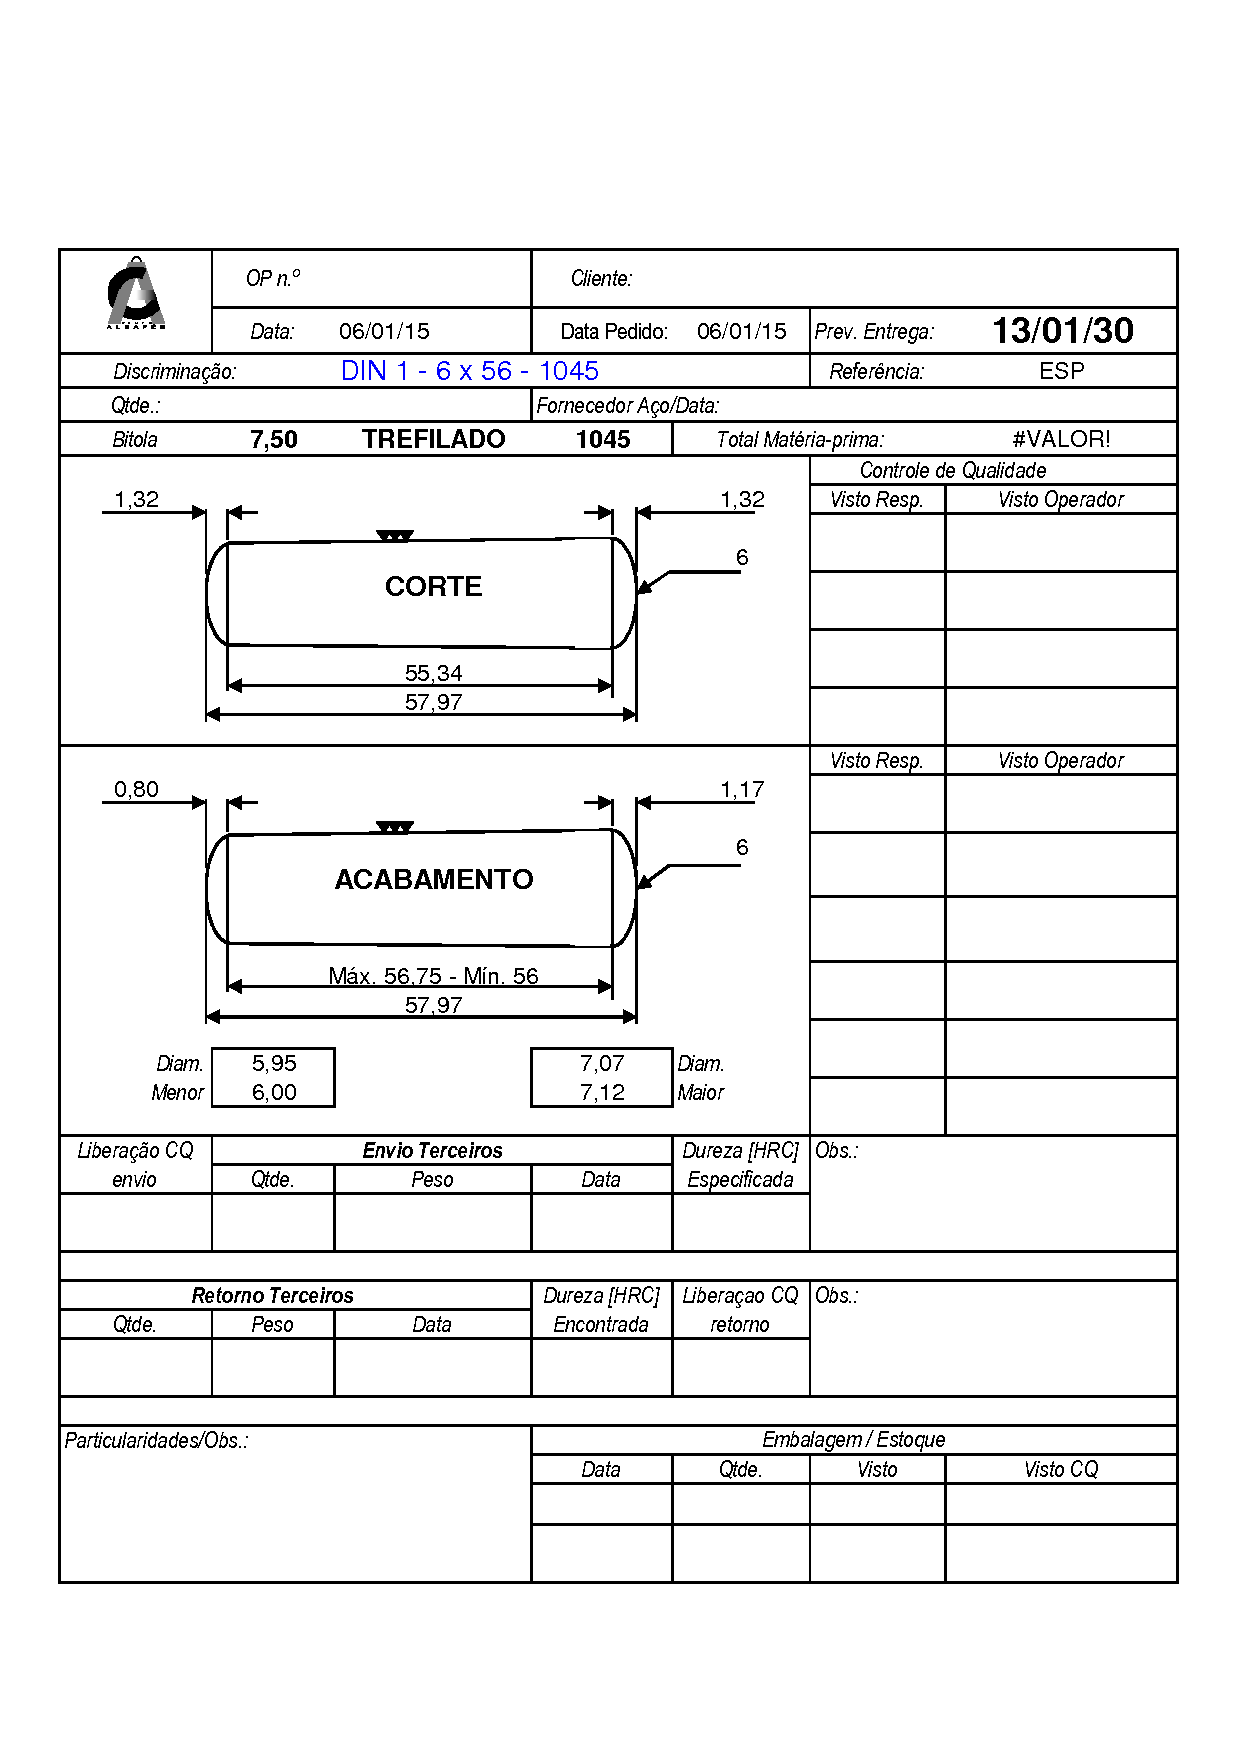 ALBAPES
OP n.º Cliente:
Data: 06/01/15 Data Pedido: 06/01/15 Prev. Entrega: 13/01/30
Discriminação: DIN 1 - 6 x 56 - 1045 Referência: ESP
Qtde.: Fornecedor Aço/Data:
Bitola 7,50 TREFILADO 1045 Total Matéria-prima: #VALOR!
Controle de Qualidade
1,32 1,32 Visto Resp. Visto Operador
6
CORTE
55,34
57,97
Visto Resp. Visto Operador
0,80 1,17
6
ACABAMENTO
Máx. 56,75 - Mín. 56
57,97
Diam. 5,95 7,07 Diam.
Menor 6,00 7,12 Maior
Liberação CQ Envio Terceiros Dureza [HRC] Obs.:
envio Qtde. Peso Data Especificada
Retorno Terceiros Dureza [HRC] Liberaçao CQ Obs.:
Qtde. Peso Data Encontrada retorno
Particularidades/Obs.: Embalagem / Estoque
Data Qtde. Visto Visto CQ